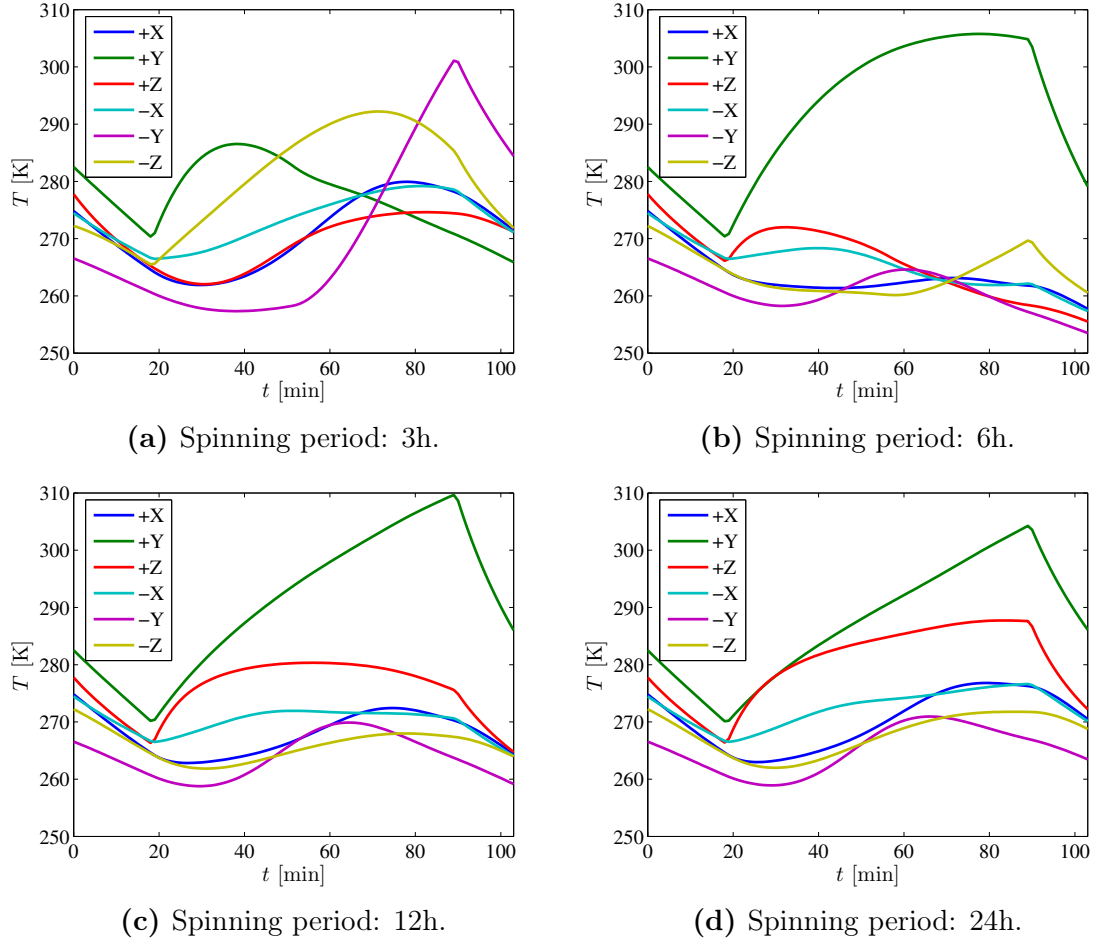 310
300
290
280
270
260
250
T [K]
+X
+Y
+Z
−X
−Y
−Z
0 20 40 60 80 100
t [min]
(a) Spinning period: 3h.
310
300
290
280
270
260
250
T [K]
+X
+Y
+Z
−X
−Y
−Z
0 20 40 60 80 100
t [min]
(b) Spinning period: 6h.
310
300
290
280
270
260
250
T [K]
+X
+Y
+Z
−X
−Y
−Z
0 20 40 60 80 100
t [min]
(c) Spinning period: 12h.
310
300
290
280
270
260
250
T [K]
+X
+Y
+Z
−X
−Y
−Z
0 20 40 60 80 100
t [min]
(d) Spinning period: 24h.